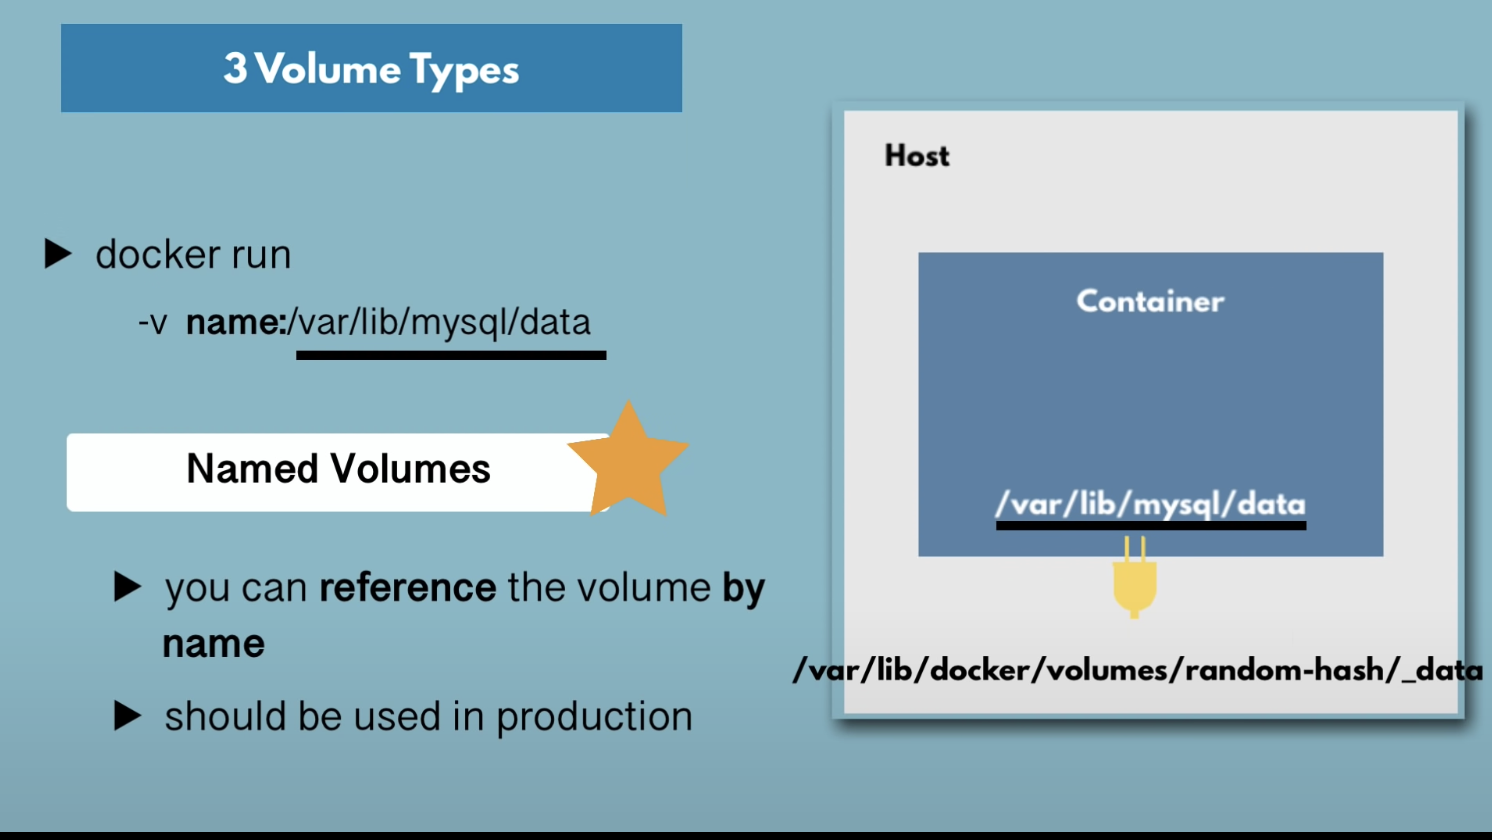 3 Volume Types
docker run
-v name:/var/lib/mysql/data
Named Volumes
you can reference the volume by
name
should be used in production
Host
Container
/var/lib/mysql/data
/var/lib/docker/volumes/random-hash/_data